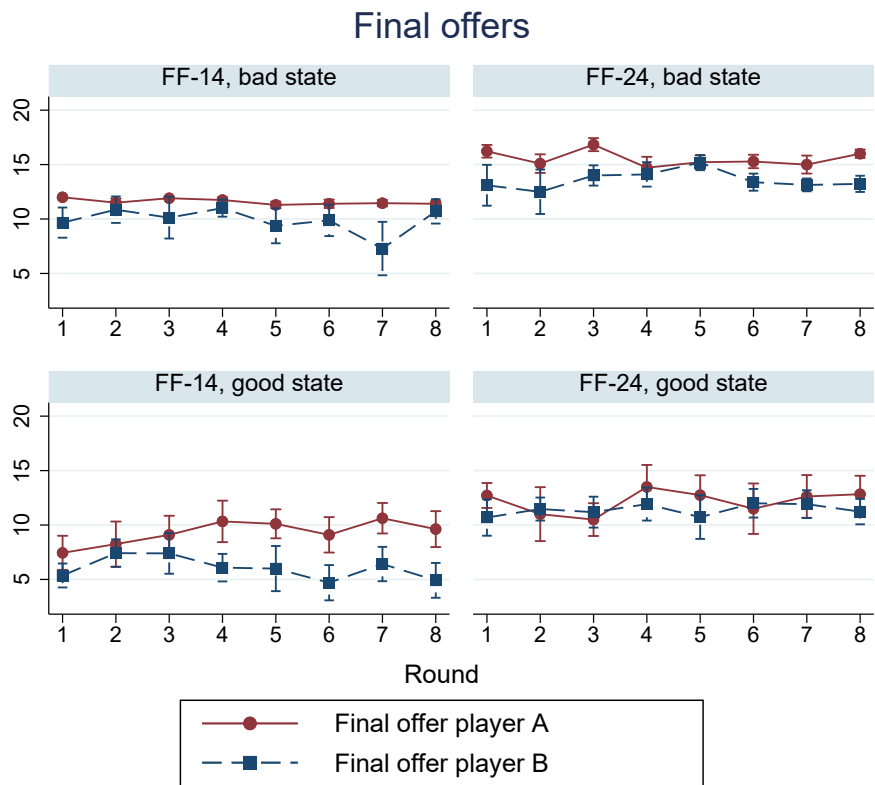 Final offers
FF-14, bad state
FF-24, bad state
20
15
10
5
1 2 3 4 5 6 7 8
1 2 3 4 5 6 7 8
FF-14, good state
FF-24, good state
20
15
10
5
1 2 3 4 5 6 7 8
1 2 3 4 5 6 7 8
Round
Final offer player A
Final offer player B